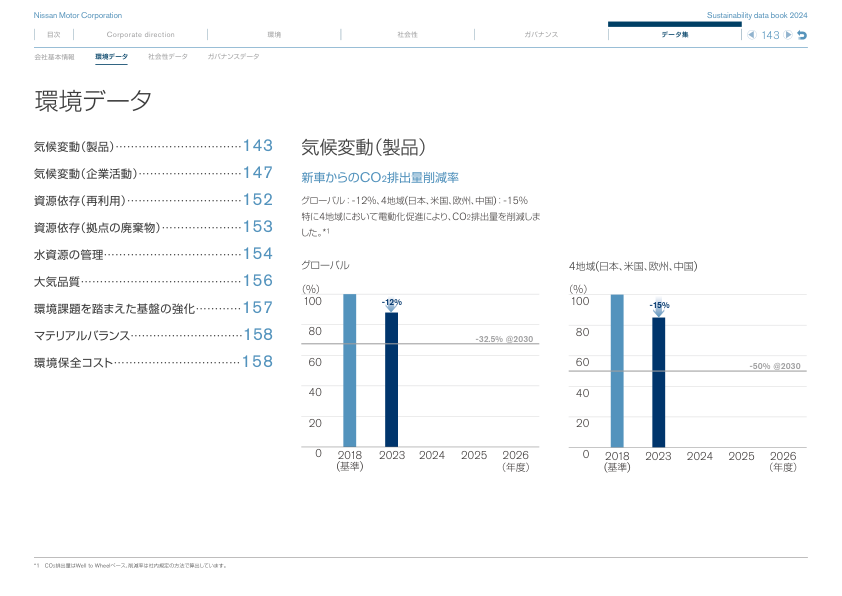 Nissan Motor Corporation
Sustainability data book 2024
目次 Corporate direction 環境 社会性 ガバナンス データ集 143
会社基本情報 環境データ 社会性データ ガバナンスデータ
環境データ
気候変動（製品）……………………………143
気候変動（企業活動）………………………147
資源依存（再利用）…………………………152
資源依存（拠点の廃棄物）…………………153
水資源の管理…………………………………154
大気品質………………………………………156
環境課題を踏まえた基盤の強化……………157
マテリアルバランス…………………………158
環境保全コスト………………………………158
気候変動（製品）
新車からのCO₂排出量削減率
グローバル：-12%、4地域(日本、米国、欧州、中国)：-15%
特に4地域において電動化促進により、CO₂排出量を削減しま
した。*1
グローバル
(%)
100
80
60
40
20
0
-12%
-32.5% @2030
2018 2023 2024 2025 2026
(基準) (年度)
4地域(日本、米国、欧州、中国)
(%)
100
80
60
40
20
0
-15%
-50% @2030
2018 2023 2024 2025 2026
(基準) (年度)
*1 CO₂排出量はWell to Wheelベース。削減率は社内規定の方法で算出しています。